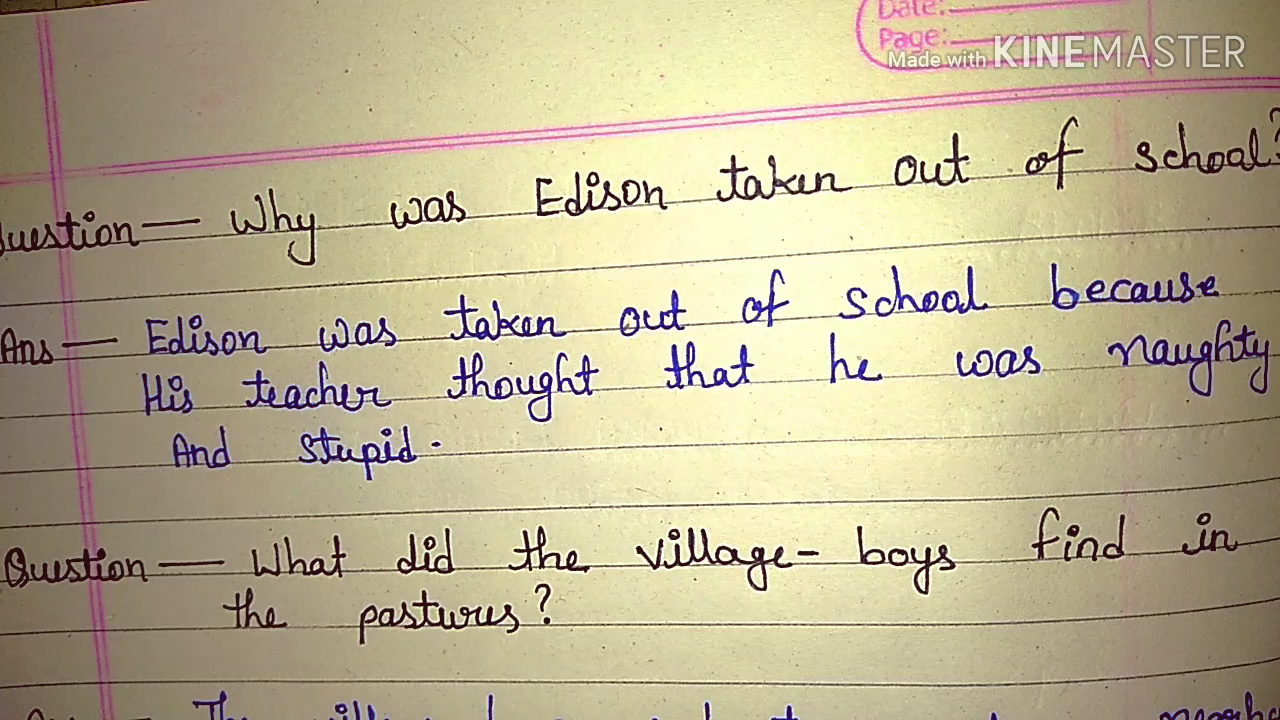 Date:
Page:
Made with KINEMASTER
Question — Why was Edison taken out of school?
Ans — Edison was taken out of school because
His teacher thought that he was naughty
And stupid.
Question — What did the village - boys find in
the pastures?
The